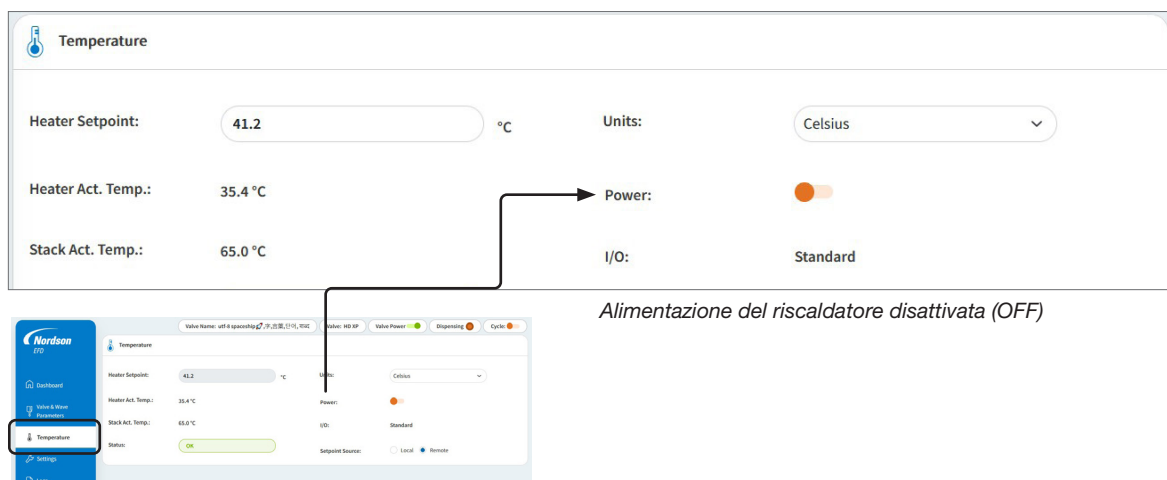 Temperature
Heater Setpoint: 41.2 °C Units: Celsius
Heater Act. Temp.: 35.4 °C Power:
Stack Act. Temp.: 65.0 °C I/O: Standard
Alimentazione del riscaldatore disattivata (OFF)
Nordson
EFD
Valve Power
Dispensing
Cycle:
Temperature
Heater Setpoint: 41.2 °C Units: Celsius
Heater Act. Temp.: 35.4 °C Power:
Stack Act. Temp.: 65.0 °C I/O: Standard
Status: OK Setpoint Source: Local Remote
Dashboard
Valve & Wave
Parameters
Temperature
Settings